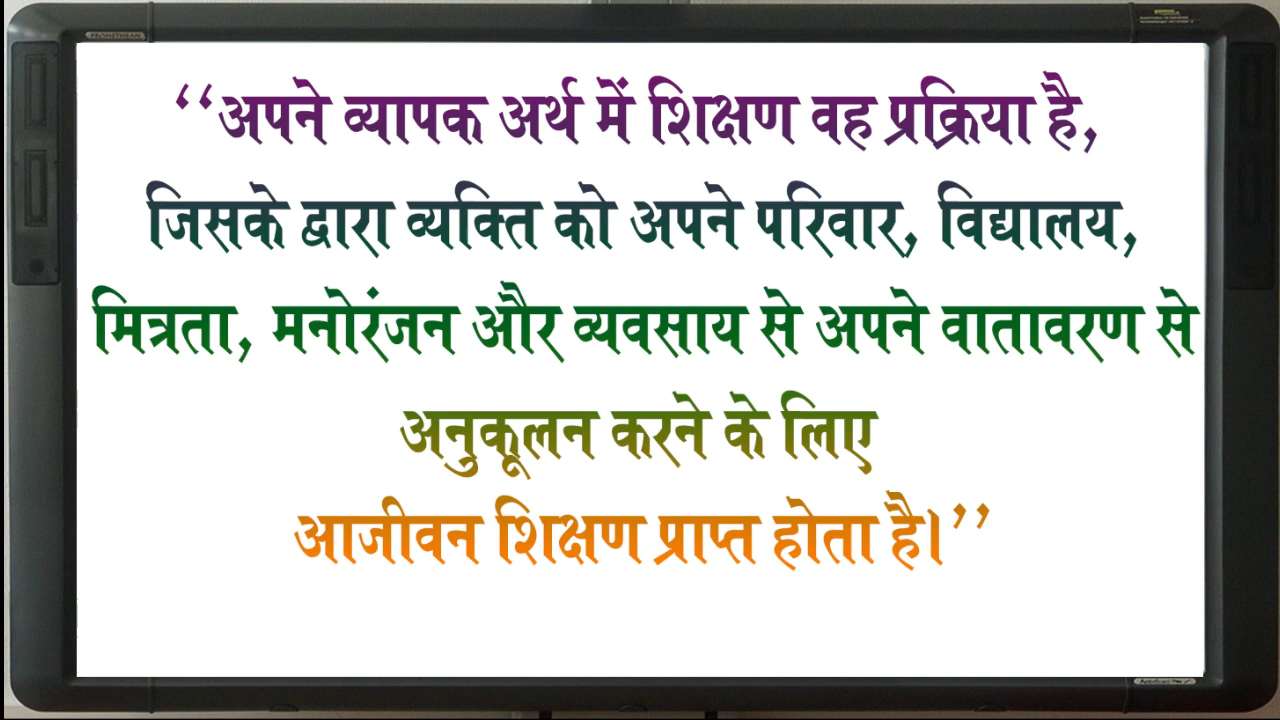 PROMETHEAN
‘‘अपने व्यापक अर्थ में शिक्षण वह प्रक्रिया है,
जिसके द्वारा व्यक्ति को अपने परिवार, विद्यालय,
मित्रता, मनोरंजन और व्यवसाय से अपने वातावरण से
अनुकूलन करने के लिए
आजीवन शिक्षण प्राप्त होता है।’’